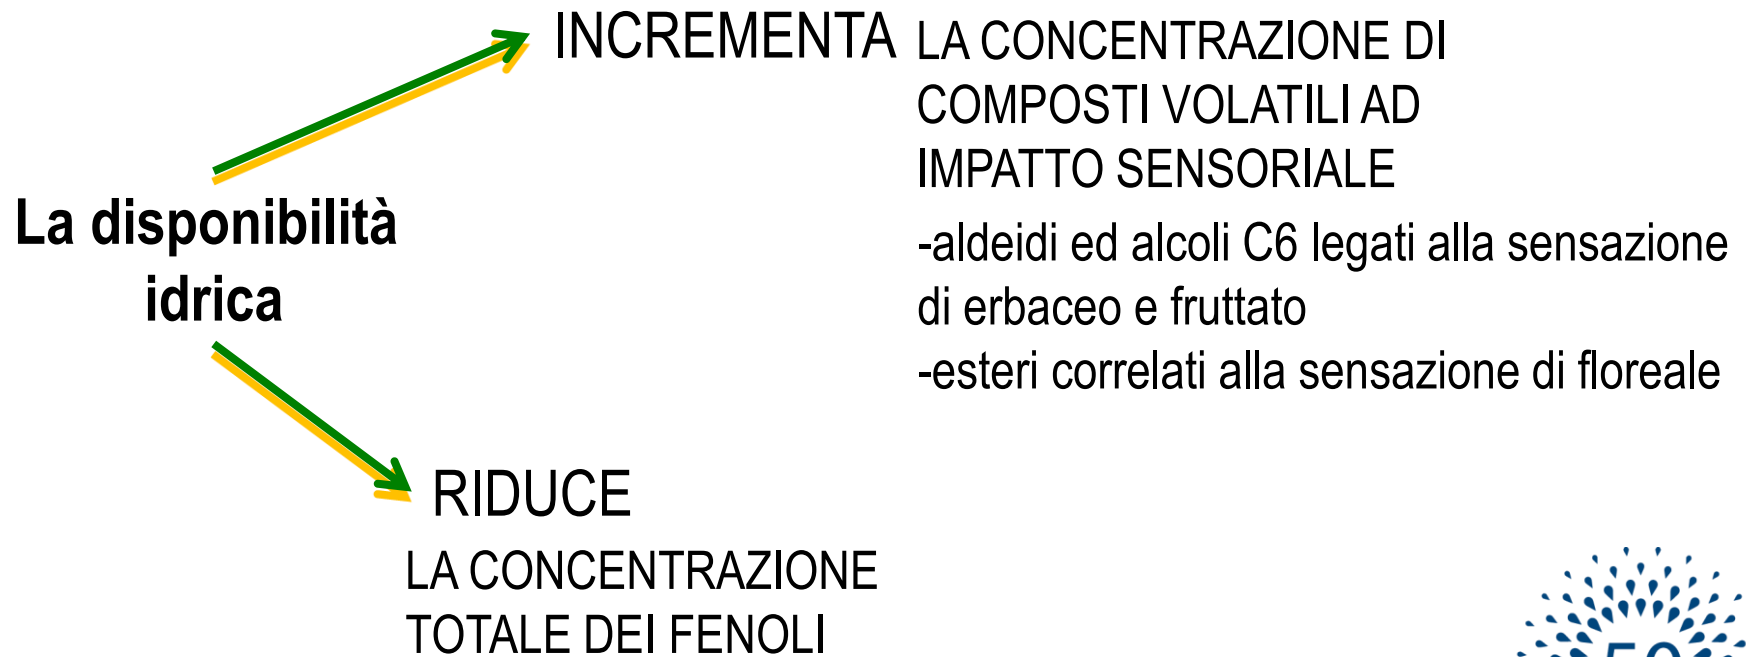 INCREMENTA LA CONCENTRAZIONE DI
COMPOSTI VOLATILI AD
IMPATTO SENSORIALE
-aldeidi ed alcoli C6 legati alla sensazione
di erbaceo e fruttato
-esteri correlati alla sensazione di floreale
La disponibilità
idrica
RIDUCE
LA CONCENTRAZIONE
TOTALE DEI FENOLI